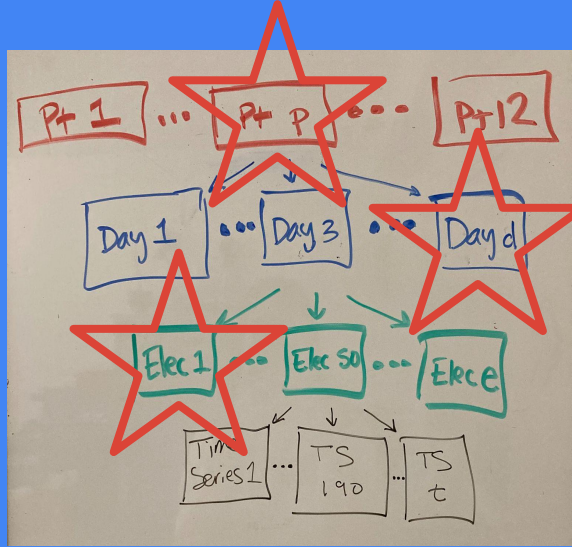 Pt 1 ... Pt p ... Pt 12
Day 1 ... Day 3 ... Day d
Elec 1 ... Elec 50 ... Elec e
Time ... TS ... TS
Series 1 190 t